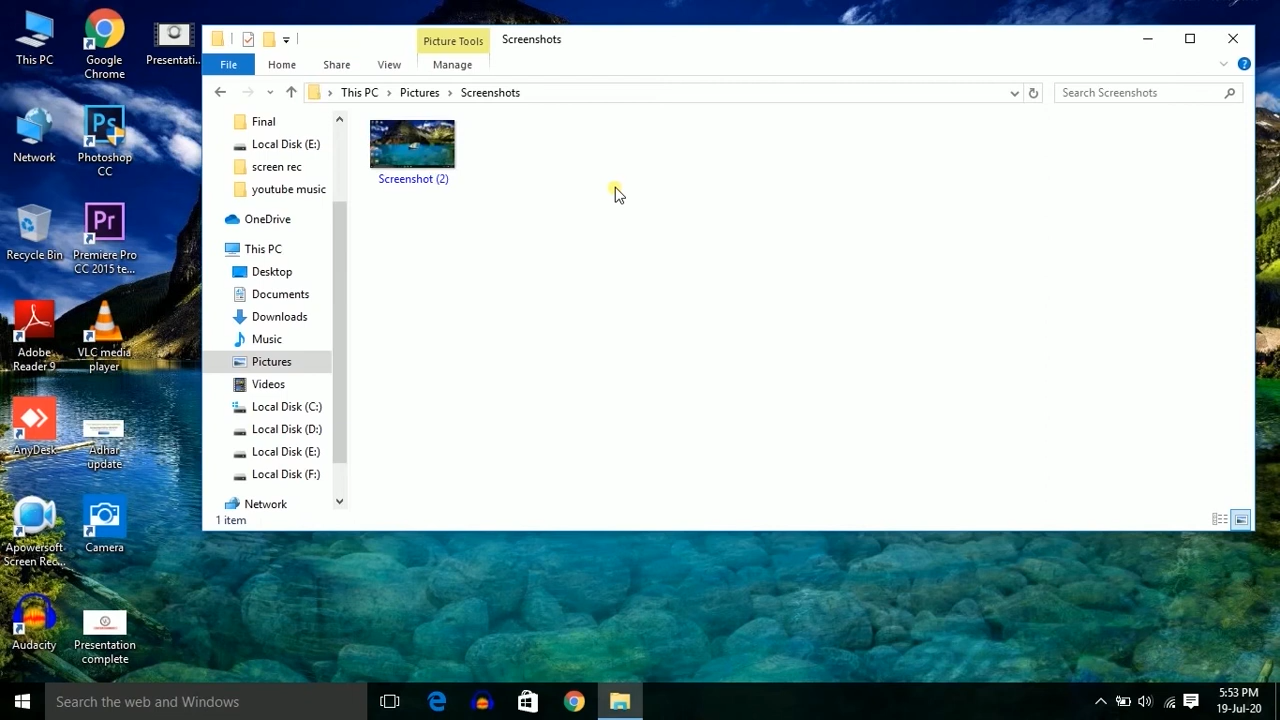 This PC
Google
Chrome
Presentati...
Network
Photoshop
CC
Recycle Bin
Premiere Pro
CC 2015 te...
Adobe
Reader 9
VLC media
player
AnyDesk
Adhar
update
Apowersoft
Screen Rec...
Camera
Audacity
Presentation
complete
Picture Tools
Screenshots
File
Home
Share
View
Manage
This PC
Pictures
Screenshots
Search Screenshots
Final
Local Disk (E:)
screen rec
youtube music
OneDrive
This PC
Desktop
Documents
Downloads
Music
Pictures
Videos
Local Disk (C:)
Local Disk (D:)
Local Disk (E:)
Local Disk (F:)
Network
Screenshot (2)
1 item
Search the web and Windows
5:53 PM
19-Jul-20